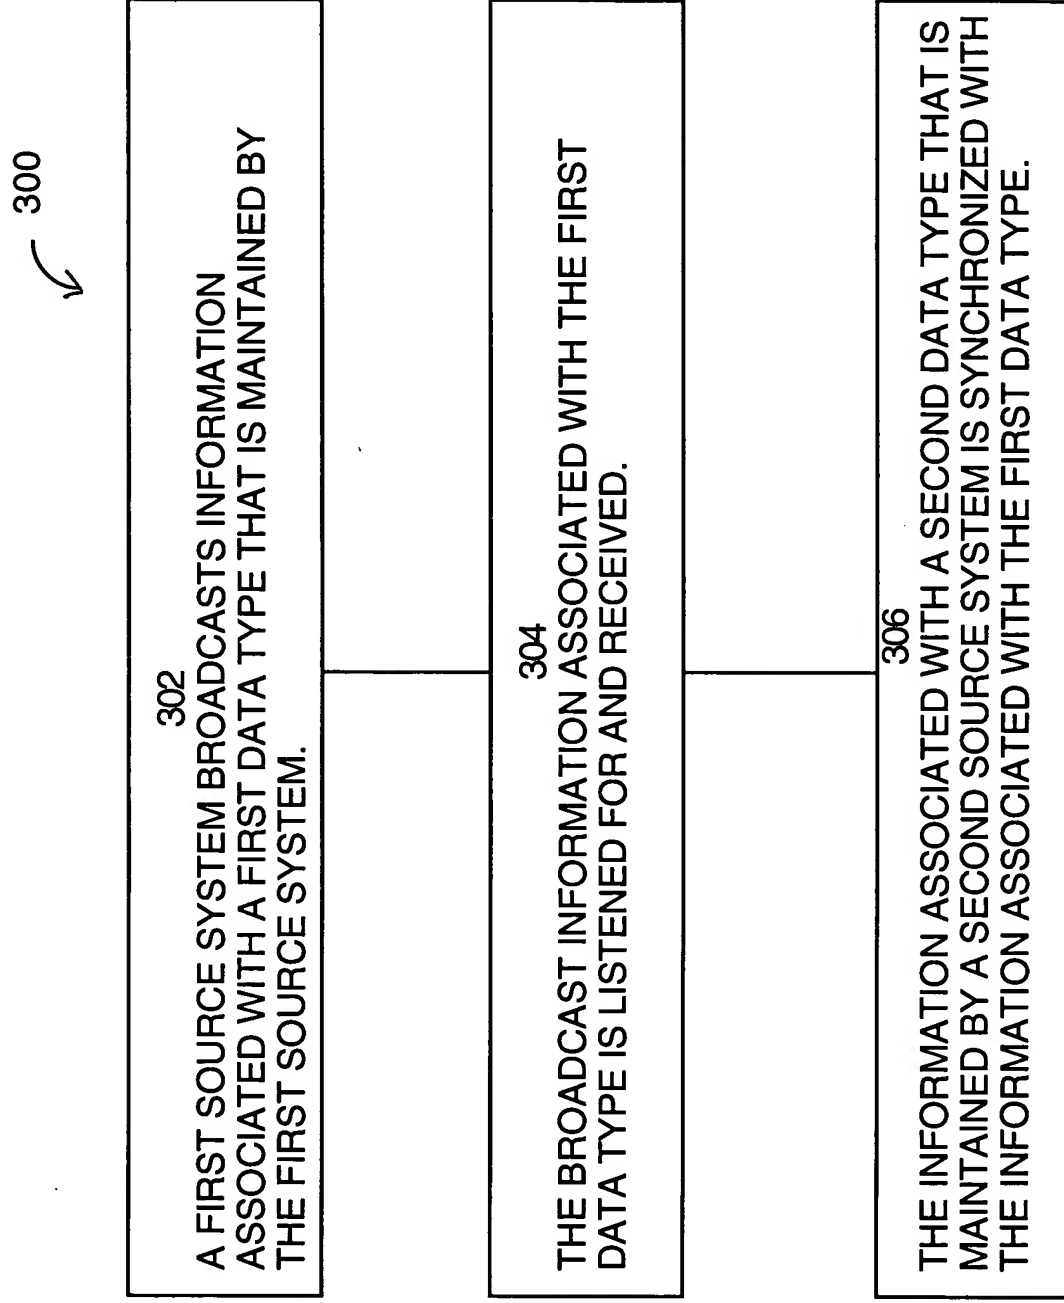 300
302
A FIRST SOURCE SYSTEM BROADCASTS INFORMATION
ASSOCIATED WITH A FIRST DATA TYPE THAT IS MAINTAINED BY
THE FIRST SOURCE SYSTEM.
304
THE BROADCAST INFORMATION ASSOCIATED WITH THE FIRST
DATA TYPE IS LISTENED FOR AND RECEIVED.
306
THE INFORMATION ASSOCIATED WITH A SECOND DATA TYPE THAT IS
MAINTAINED BY A SECOND SOURCE SYSTEM IS SYNCHRONIZED WITH
THE INFORMATION ASSOCIATED WITH THE FIRST DATA TYPE.